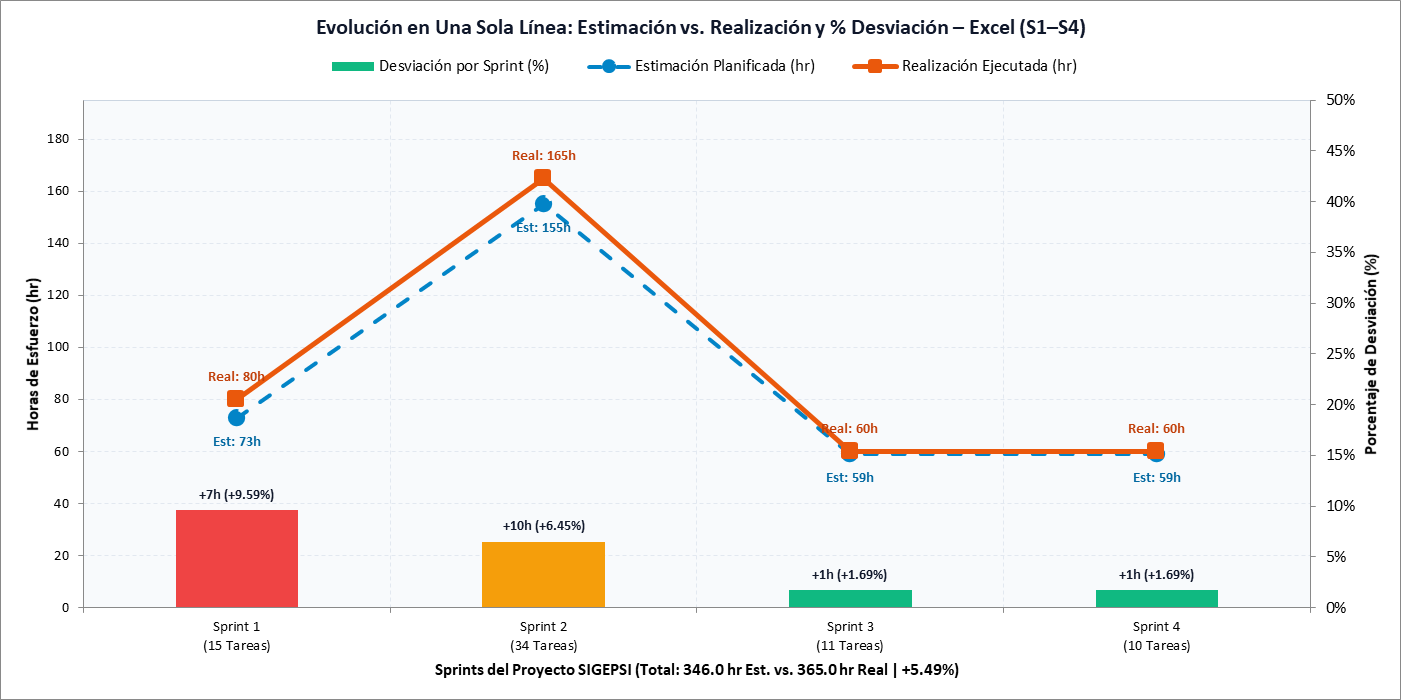 Evolución en Una Sola Línea: Estimación vs. Realización y % Desviación – Excel (S1–S4)
Desviación por Sprint (%) Estimación Planificada (hr) Realización Ejecutada (hr)
Horas de Esfuerzo (hr)
180
160
140
120
100
80
60
40
20
0
Real: 80h
Est: 73h
+7h (+9.59%)
Real: 165h
Est: 155h
+10h (+6.45%)
Real: 60h
Est: 59h
+1h (+1.69%)
Real: 60h
Est: 59h
+1h (+1.69%)
50%
45%
40%
35%
30%
25%
20%
15%
10%
5%
0%
Porcentaje de Desviación (%)
Sprint 1
(15 Tareas)
Sprint 2
(34 Tareas)
Sprint 3
(11 Tareas)
Sprint 4
(10 Tareas)
Sprints del Proyecto SIGEPSI (Total: 346.0 hr Est. vs. 365.0 hr Real | +5.49%)